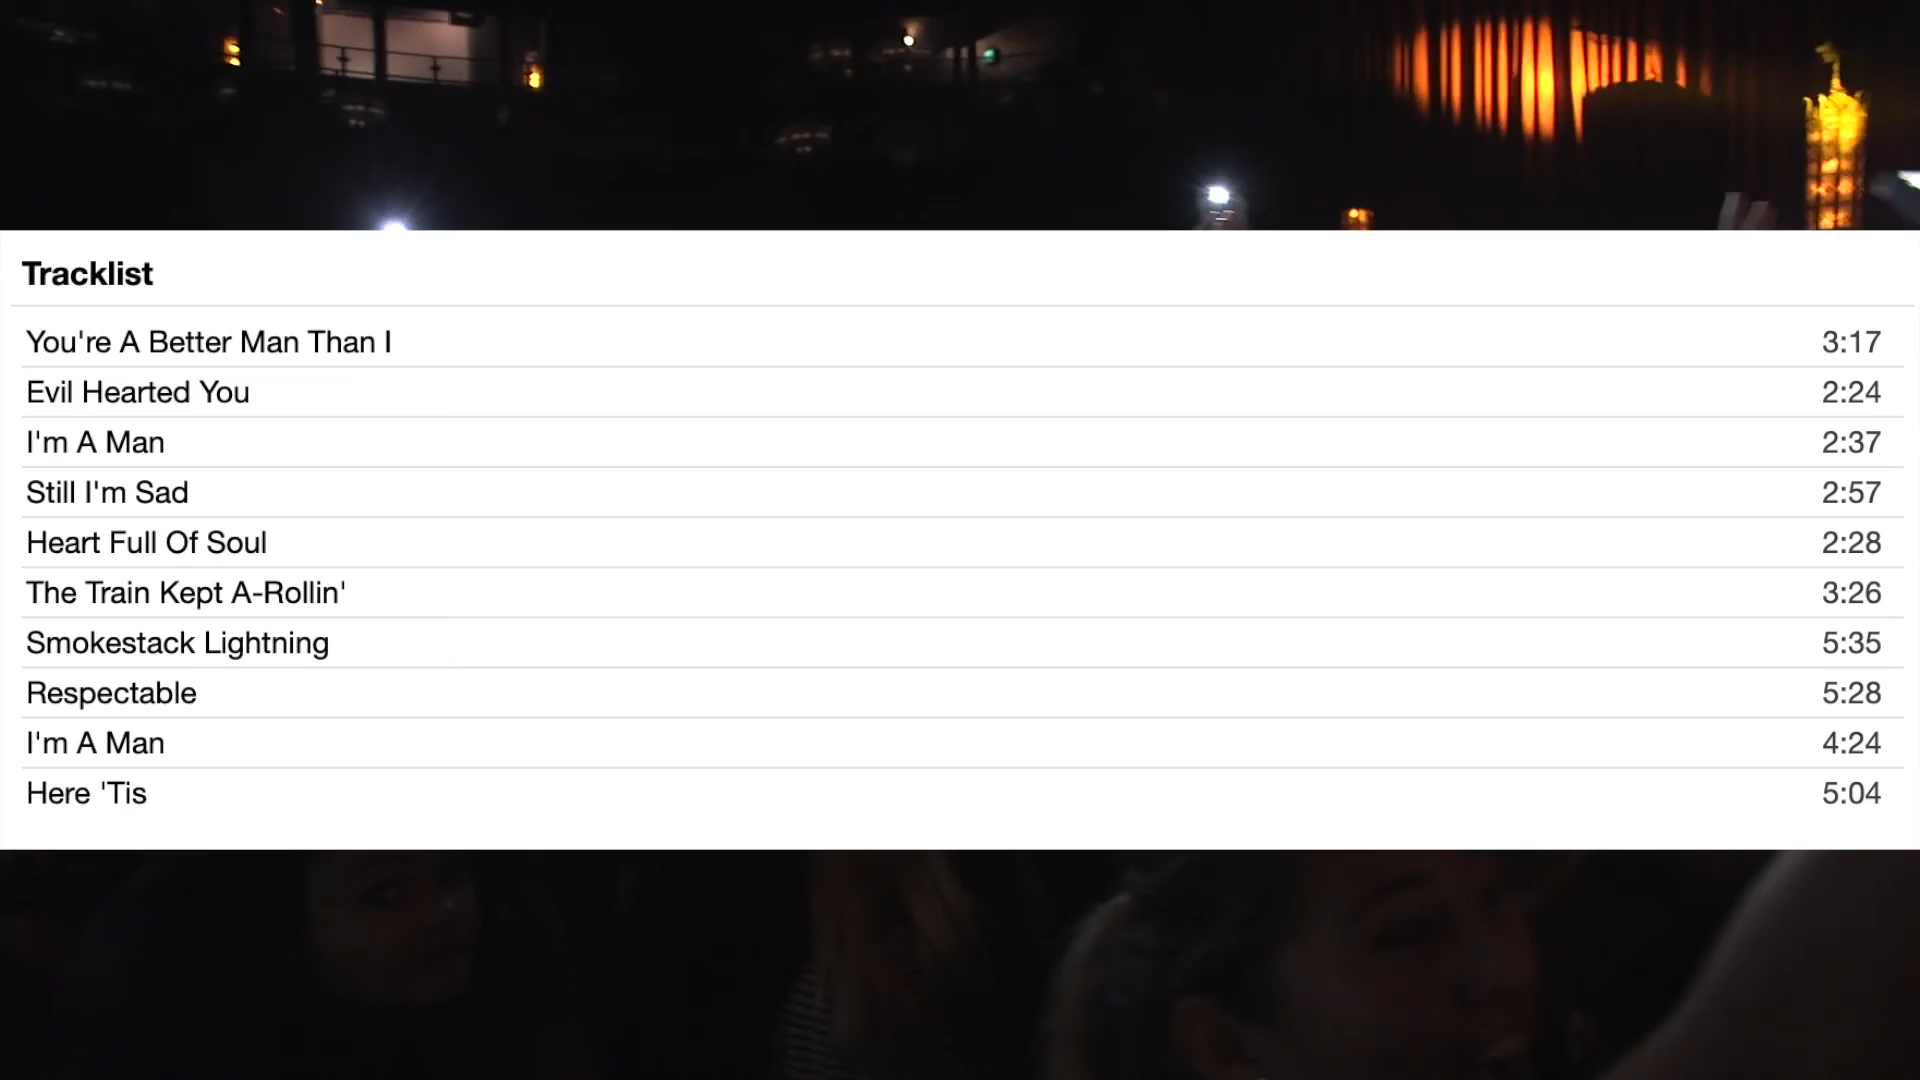 Tracklist
You're A Better Man Than I 3:17
Evil Hearted You 2:24
I'm A Man 2:37
Still I'm Sad 2:57
Heart Full Of Soul 2:28
The Train Kept A-Rollin' 3:26
Smokestack Lightning 5:35
Respectable 5:28
I'm A Man 4:24
Here 'Tis 5:04